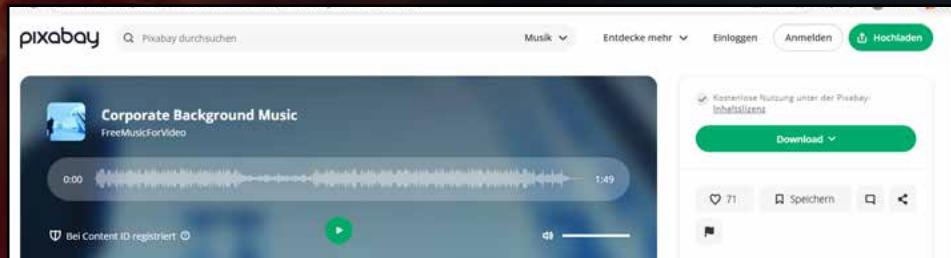 pixabay
Pixabay durchsuchen
Musik
Entdecke mehr
Einloggen
Anmelden
Hochladen
Corporate Background Music
FreeMusicForVideo
0:00
1:49
Bei Content ID registriert
Kostenlose Nutzung unter der Pixabay-
Inhaltslizenz
Download
71
Speichern